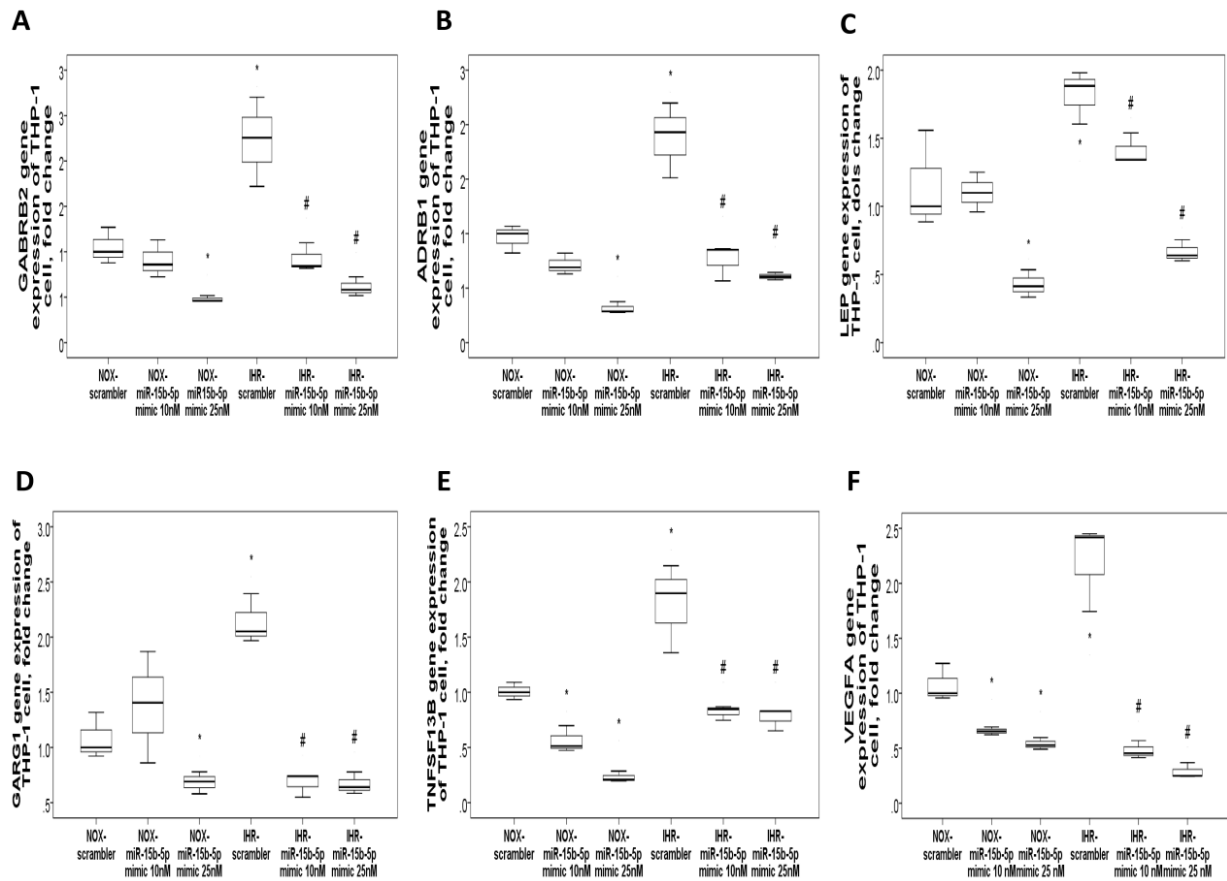 A
GABRB2 gene
expression of THP-1
cell, fold change
3
3
2
2
1
1
0
*
#
*
#
NOX-
scrambler
NOX-
miR-15b-5p
mimic 10nM
NOX-
miR15b-5p
mimic 25nM
IHR-
scrambler
IHR-
miR-15b-5p
mimic 10nM
IHR-
miR-15b-5p
mimic 25nM
B
ADRB1 gene
expression of THP-1
cell, fold change
3
2
2
1
1
0
*
*
#
#
NOX-
scrambler
NOX-
miR-15b-5p
mimic 10nM
NOX-
miR-15b-5p
mimic 25nM
IHR-
scrambler
IHR-
miR-15b-5p
mimic 10nM
IHR-
miR-15b-5p
mimic 25nM
C
LEP gene expression of
THP-1 cell, dols change
2.0
1.5
1.0
.5
.0
*
*
#
#
NOX-
scrambler
NOX-
miR-15b-5p
mimic 10nM
NOX-
miR-15b-5p
mimic 25nM
IHR-
scrambler
IHR-
miR-15b-5p
mimic 10nM
IHR-
miR-15b-5p
mimic 25nM
D
GARG1 gene expression of
THP-1 cell, fold change
3.0
2.5
2.0
1.5
1.0
.5
*
*
#
#
NOX-
scrambler
NOX-
miR-15b-5p
mimic 10nM
NOX-
miR-15b-5p
mimic 25nM
IHR-
scrambler
IHR-
miR-15b-5p
mimic 10nM
IHR-
miR-15b-5p
mimic 25nM
E
TNFSF13B gene expression
of THP-1 cell, fold change
2.5
2.0
1.5
1.0
.5
.0
*
*
*
#
#
NOX-
scrambler
NOX-
miR-15b-5p
mimic 10nM
NOX-
miR-15b-5p
mimic 25nM
IHR-
scrambler
IHR-
miR-15b-5p
mimic 10nM
IHR-
miR-15b-5p
mimic 25nM
F
VEGFA gene
expression of THP-1
cell, fold change
2.5
2.0
1.5
1.0
.5
.0
*
*
*
#
#
NOX-
scrambler
NOX-
miR-15b-5p
mimic 10 nM
NOX-
miR-15b-5p
mimic 25 nM
IHR-
scrambler
IHR-
miR-15b-5p
mimic 10 nM
IHR-
miR-15b-5p
mimic 25 nM